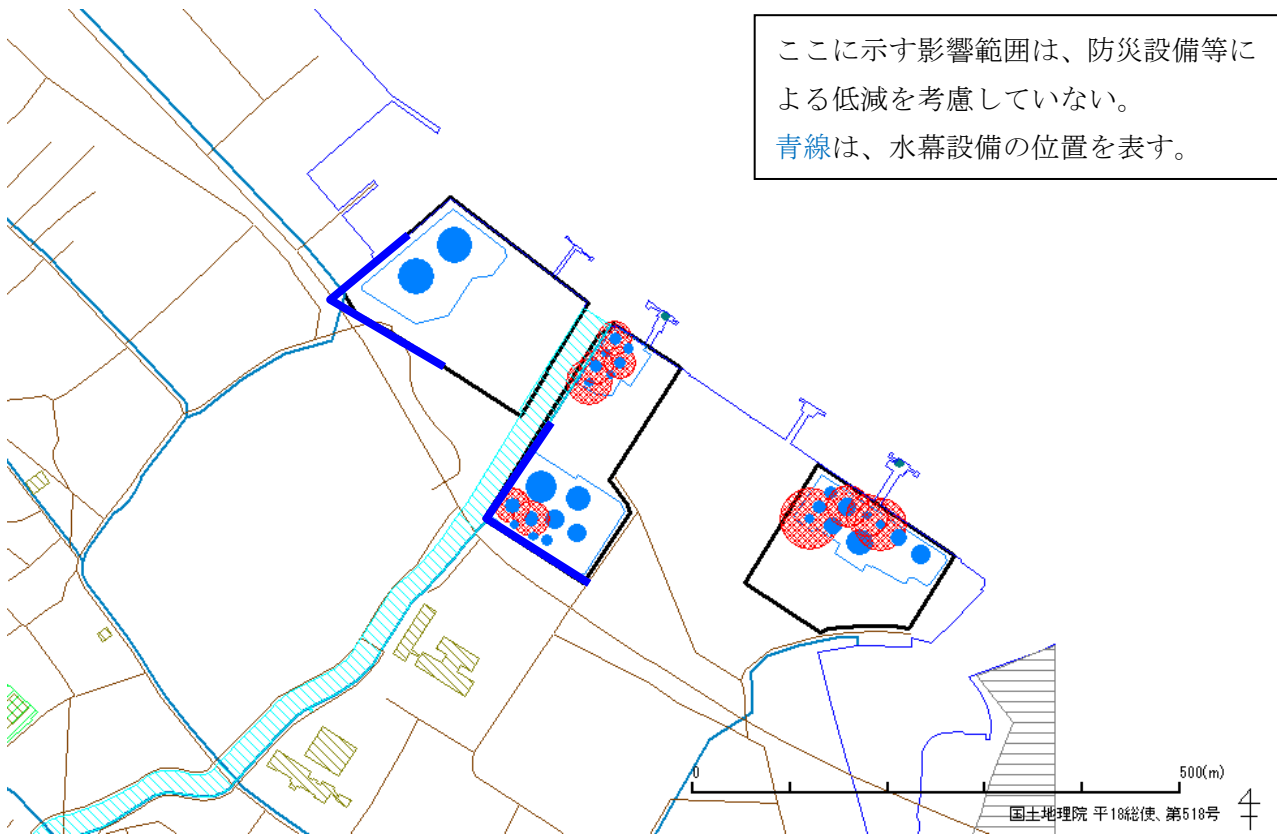 ここに示す影響範囲は、防災設備等に
よる低減を考慮していない。
青線は、水幕設備の位置を表す。
0
500(m)
国土地理院 平18総使、第518号